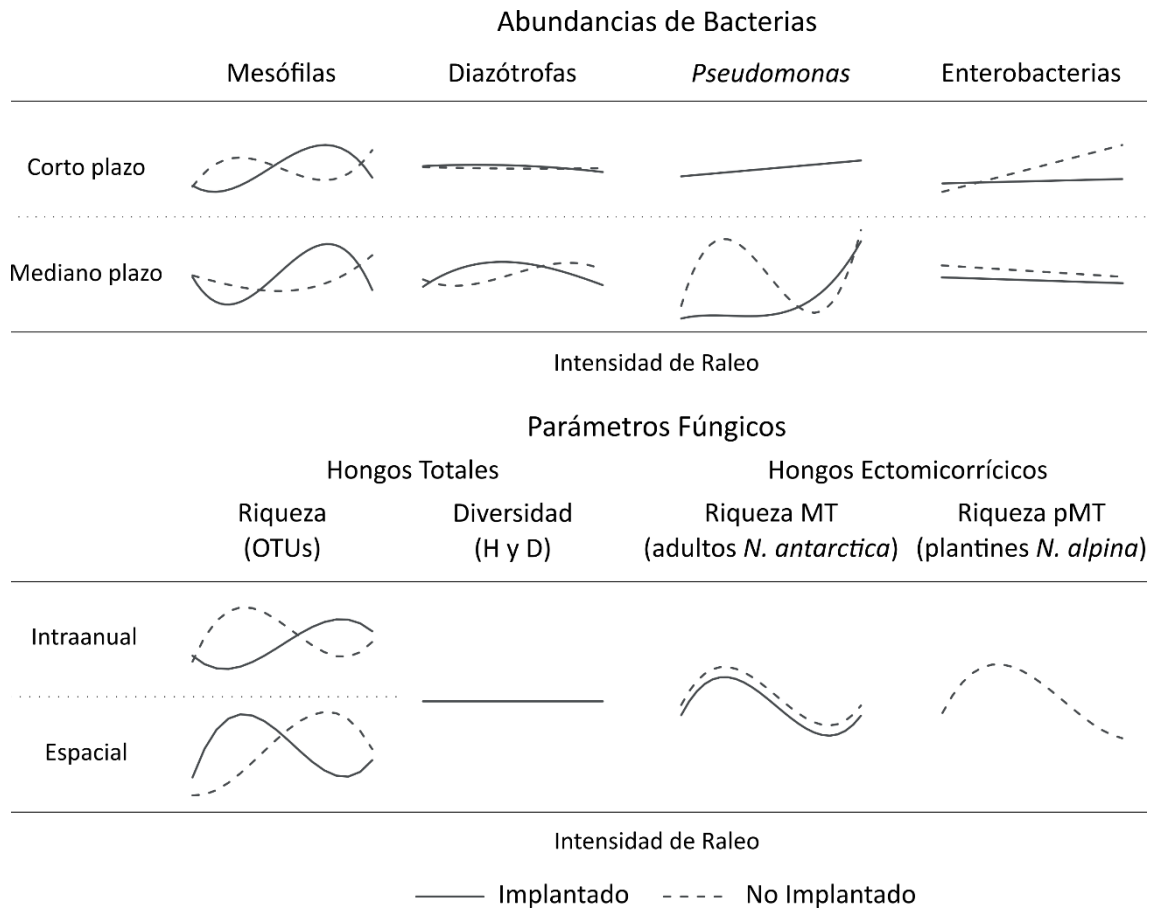 Abundancias de Bacterias
Mesófilas Diazótrofas Pseudomonas Enterobacterias
Corto plazo
Mediano plazo
Intensidad de Raleo
Parámetros Fúngicos
Hongos Totales Hongos Ectomicorrícicos
Riqueza Diversidad Riqueza MT Riqueza pMT
(OTUs) (H y D) (adultos N. antarctica) (plantines N. alpina)
Intraanual
Espacial
Intensidad de Raleo
Implantado No Implantado